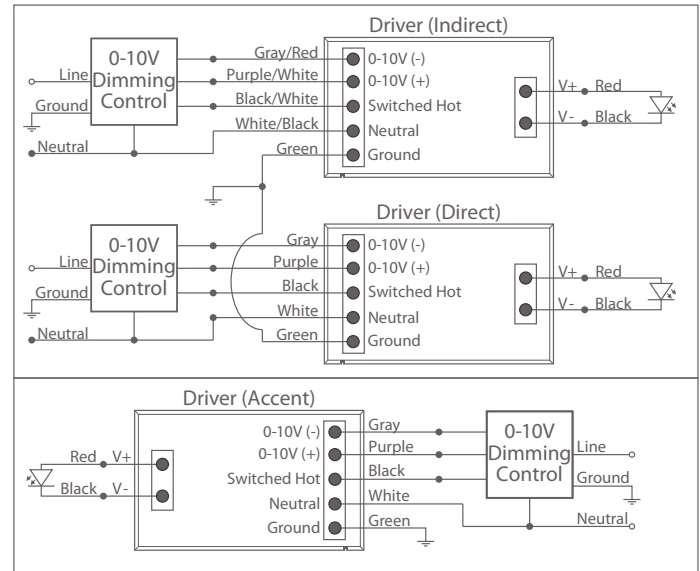 Driver (Indirect)
0-10V
Dimming
Control
Line
Ground
Neutral
Gray/Red
Purple/White
Black/White
White/Black
Green
0-10V (-)
0-10V (+)
Switched Hot
Neutral
Ground
V+
Red
V-
Black
Driver (Direct)
0-10V
Dimming
Control
Line
Ground
Neutral
Gray
Purple
Black
White
Green
0-10V (-)
0-10V (+)
Switched Hot
Neutral
Ground
V+
Red
V-
Black
Driver (Accent)
Red
V+
Black
V-
0-10V (-)
0-10V (+)
Switched Hot
Neutral
Ground
Gray
Purple
Black
White
Green
0-10V
Dimming
Control
Line
Ground
Neutral